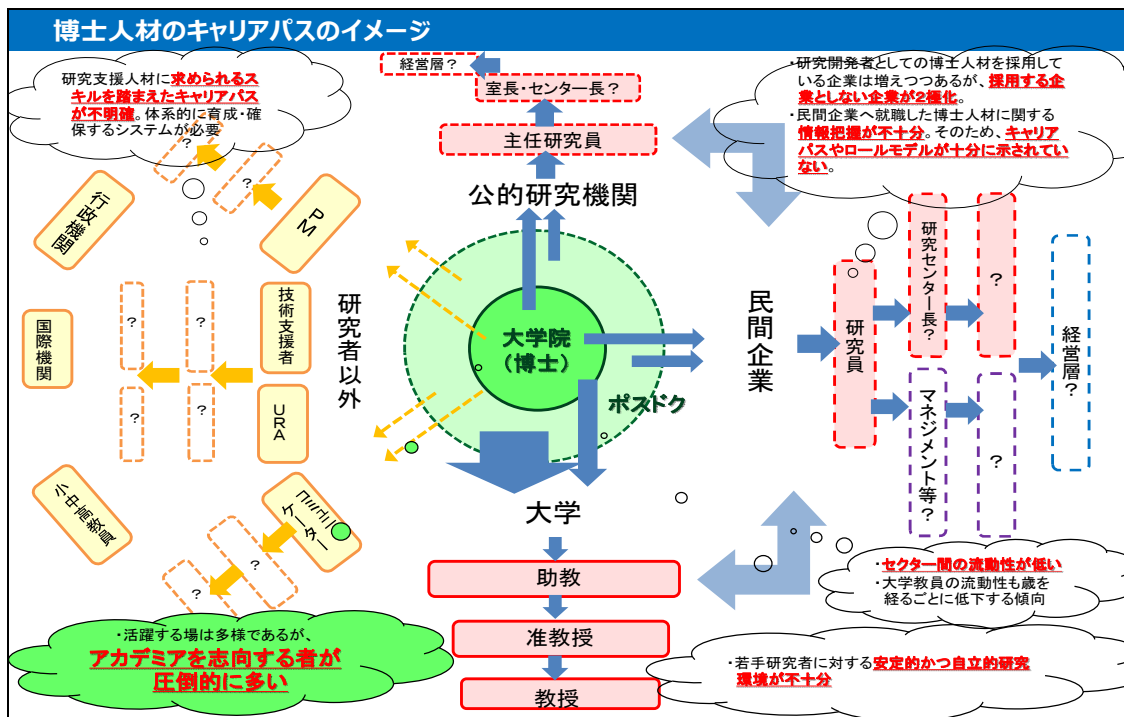 博士人材のキャリアパスのイメージ
研究支援人材に求められるス
キルを踏まえたキャリアパス
が不明確。体系的に育成・確
保するシステムが必要
経営層?
室長・センター長?
主任研究員
公的研究機関
・研究開発者としての博士人材を採用して
いる企業は増えつつあるが、採用する企
業としない企業が2極化。
・民間企業へ就職した博士人材に関する
情報把握が不十分。そのため、キャリア
パスやロールモデルが十分に示されてい
ない。
?
?
行政機関
PM
国際機関
?
?
?
?
技術支援者
URA
研究者以外
小中高教員
コミュニ
ケーター
?
?
大学院
(博士)
ポスドク
民間企業
研究員
研究センター長?
?
マネジメント等?
?
経営層?
大学
助教
准教授
教授
・セクター間の流動性が低い
・大学教員の流動性も歳を
経るごとに低下する傾向
・活躍する場は多様であるが、
アカデミアを志向する者が
圧倒的に多い
・若手研究者に対する安定的かつ自立的研究
環境が不十分